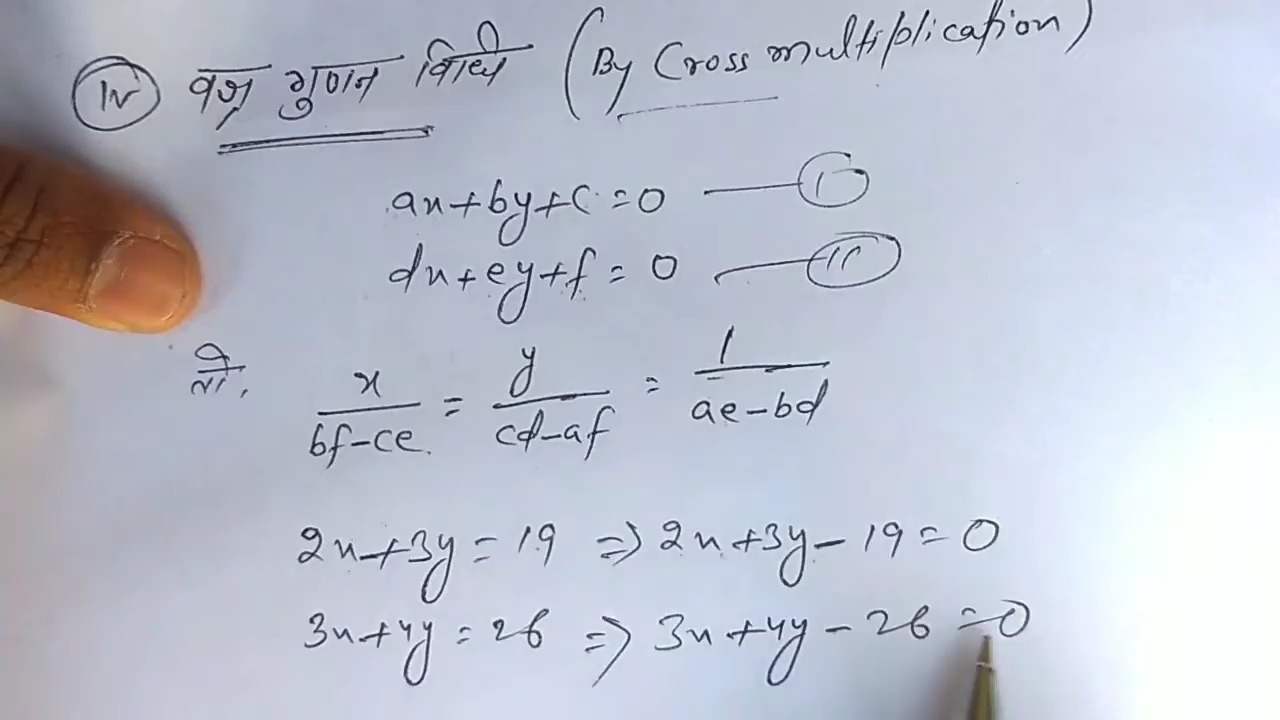 IV वज्र गुणन विधि (By Cross multiplication)
ax+by+c=0 — I
dx+ey+f=0 — II
x/bf-ce = y/cd-af = 1/ae-bd
2x+3y=19 => 2x+3y-19=0
3x+4y=26 => 3x+4y-26=0